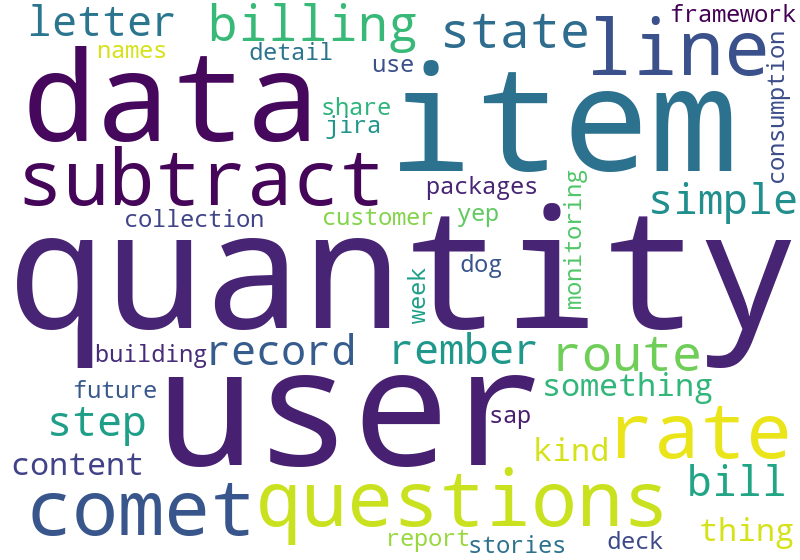 letter billing state line framework
names detail use consumption
data item
share
jira
subtract packages monitoring simple
collection customer yep
quantity
week dog
building record rember route
future user something
step sap rate
content kind
comet questions bill
report stories deck thing